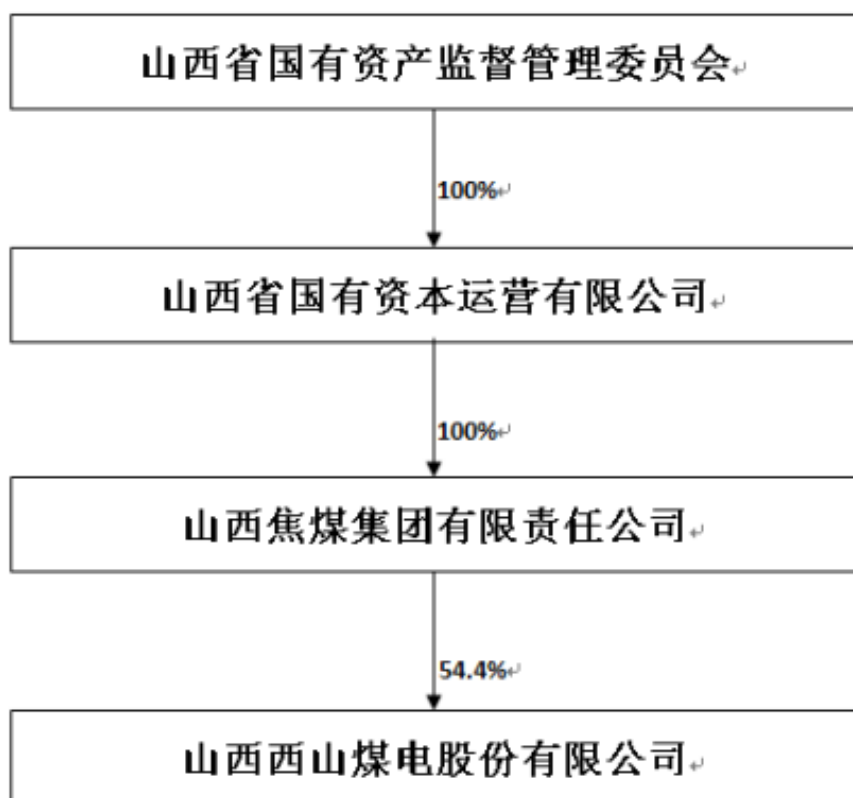 山西省国有资产监督管理委员会
100%
山西省国有资本运营有限公司
100%
山西焦煤集团有限责任公司
54.4%
山西西山煤电股份有限公司